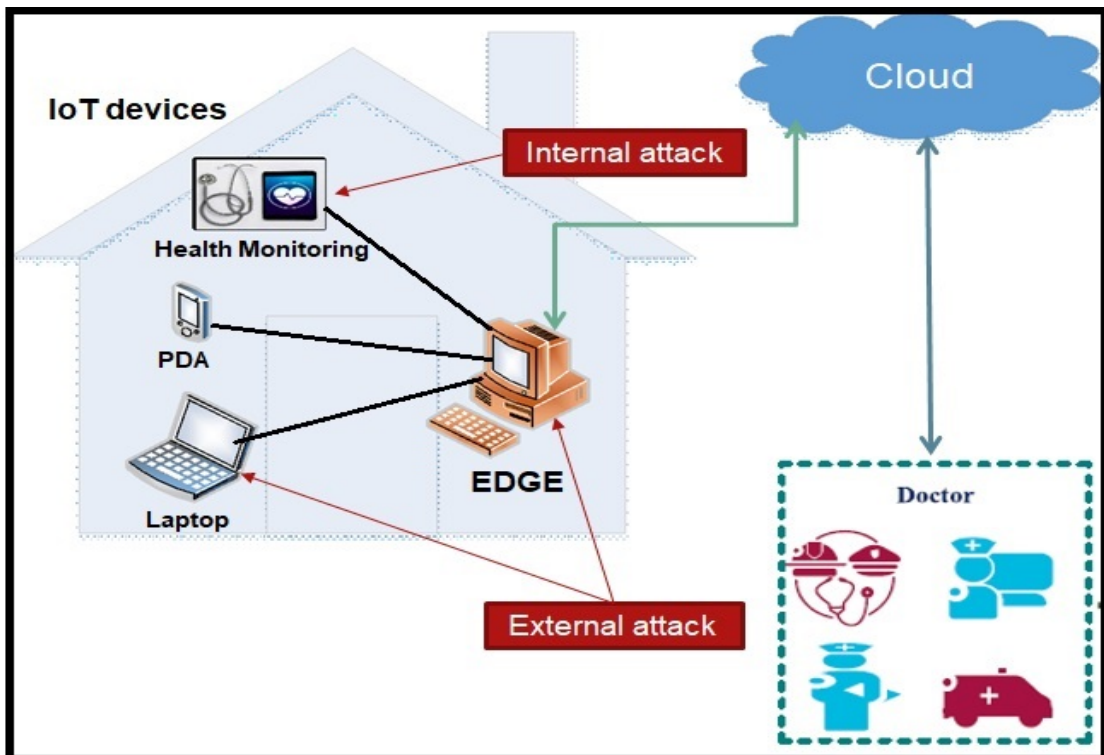 Cloud
IoT devices
Internal attack
Health Monitoring
PDA
EDGE
Laptop
Doctor
External attack